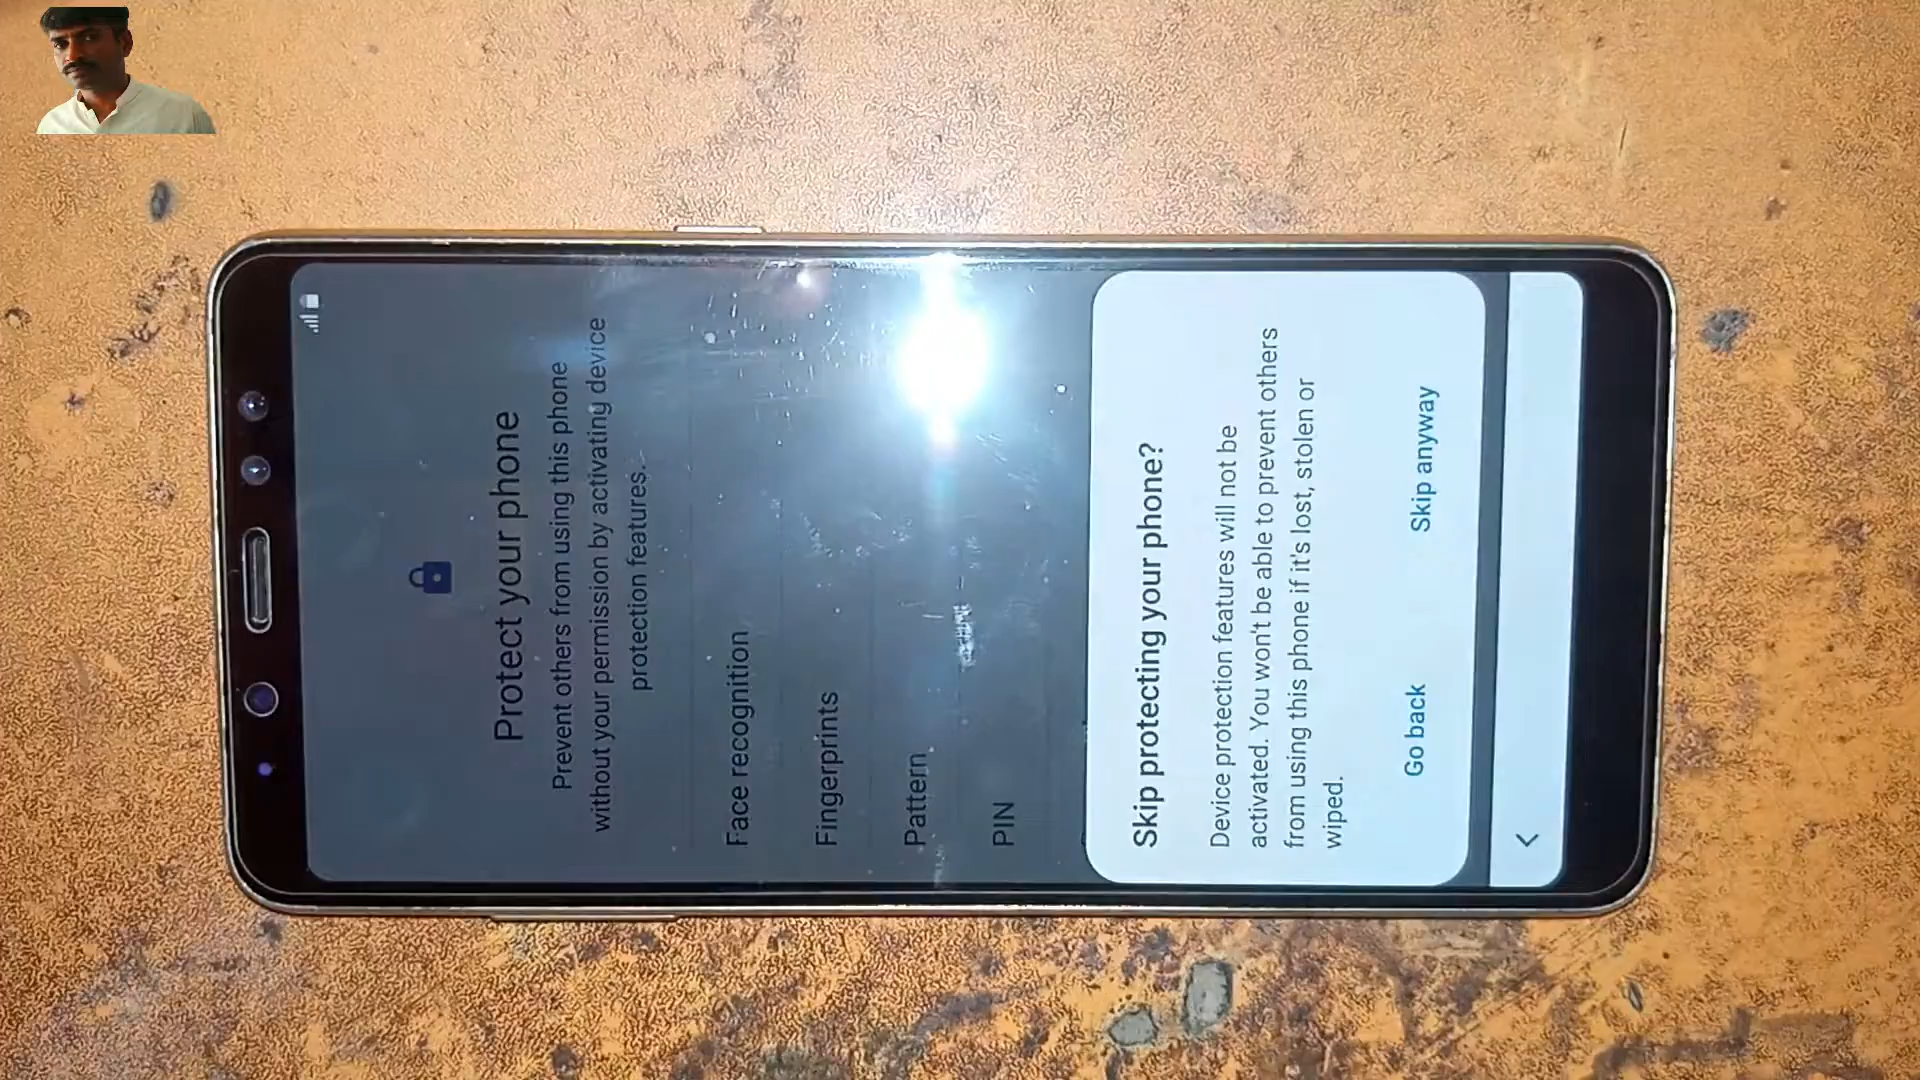 Protect your phone
Prevent others from using this phone
without your permission by activating device
protection features.
Face recognition
Fingerprints
Pattern
PIN
Skip protecting your phone?
Device protection features will not be
activated. You won't be able to prevent others
from using this phone if it's lost, stolen or
wiped.
Go back Skip anyway